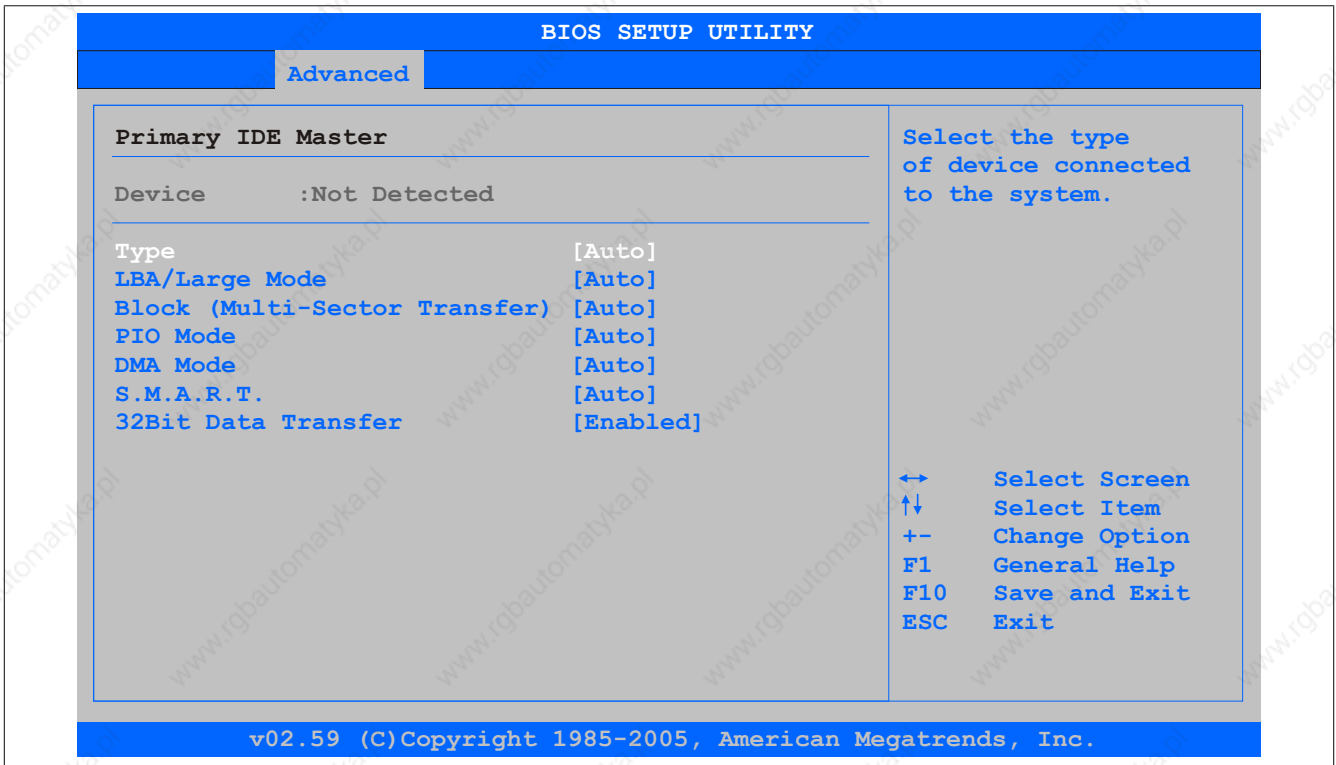 BIOS SETUP UTILITY
Advanced
Primary IDE Master
Device :Not Detected
Type [Auto]
LBA/Large Mode [Auto]
Block (Multi-Sector Transfer) [Auto]
PIO Mode [Auto]
DMA Mode [Auto]
S.M.A.R.T. [Auto]
32Bit Data Transfer [Enabled]
Select the type
of device connected
to the system.
↔ Select Screen
↑↓ Select Item
+- Change Option
F1 General Help
F10 Save and Exit
ESC Exit
v02.59 (C)Copyright 1985-2005, American Megatrends, Inc.
www.rgbautomatyka.pl